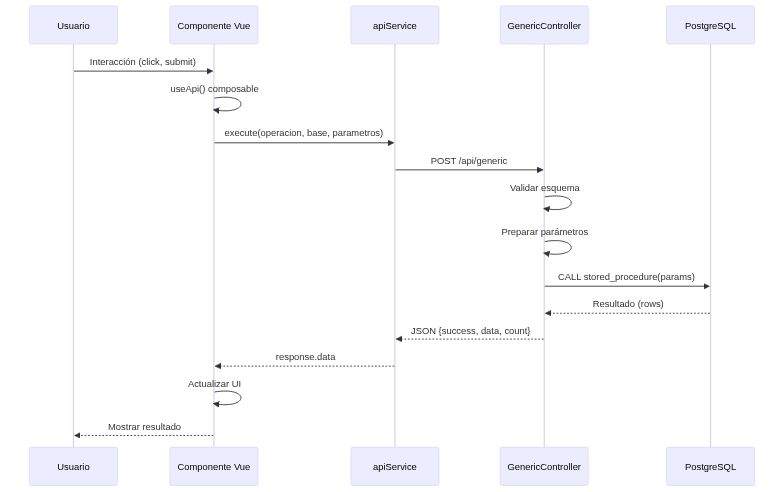 Usuario
Componente Vue
apiService
GenericController
PostgreSQL
Interacción (click, submit)
useApi() composable
execute(operacion, base, parametros)
POST /api/generic
Validar esquema
Preparar parámetros
CALL stored_procedure(params)
Resultado (rows)
JSON {success, data, count}
response.data
Actualizar UI
Mostrar resultado
Usuario
Componente Vue
apiService
GenericController
PostgreSQL